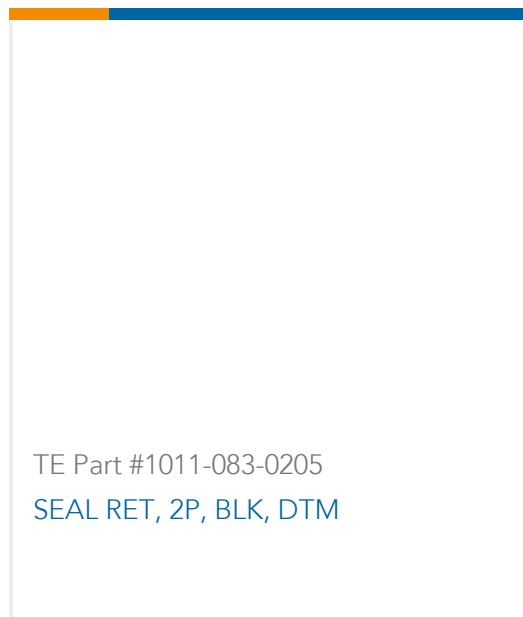 TE Part #1011-083-0205
SEAL RET, 2P, BLK, DTM